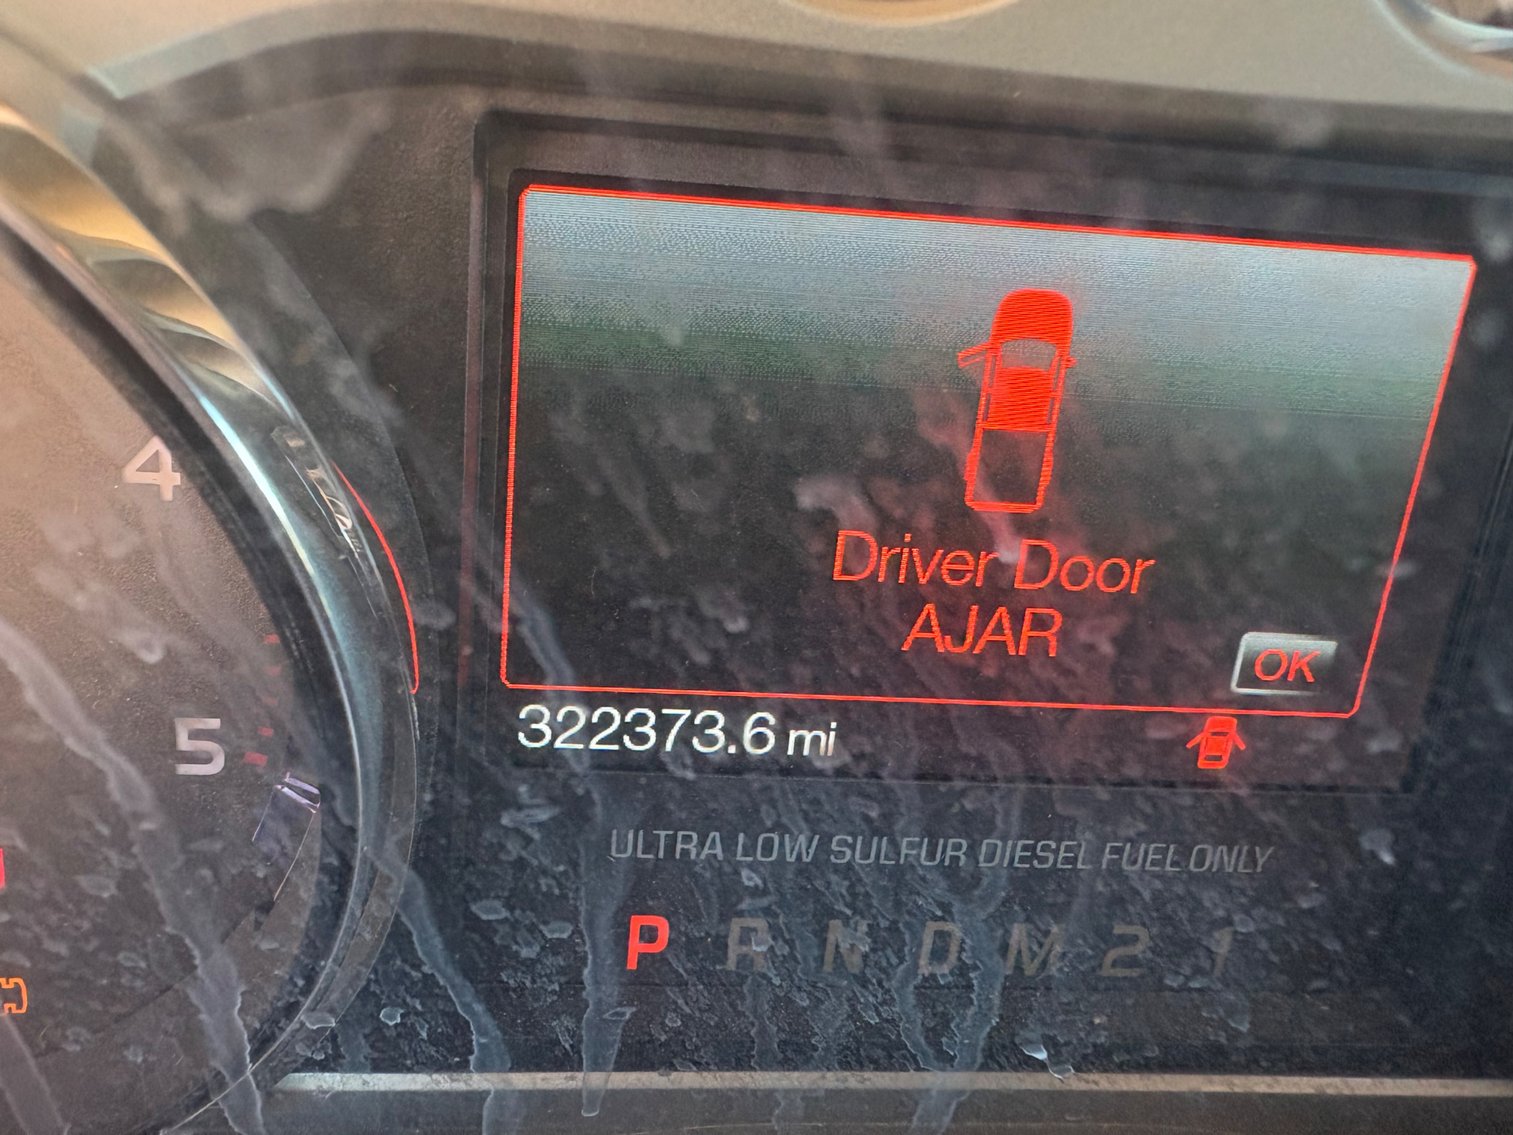 4
5
Driver Door
AJAR
OK
322373.6 mi
ULTRA LOW SULFUR DIESEL FUEL ONLY
P R N D M 2 1